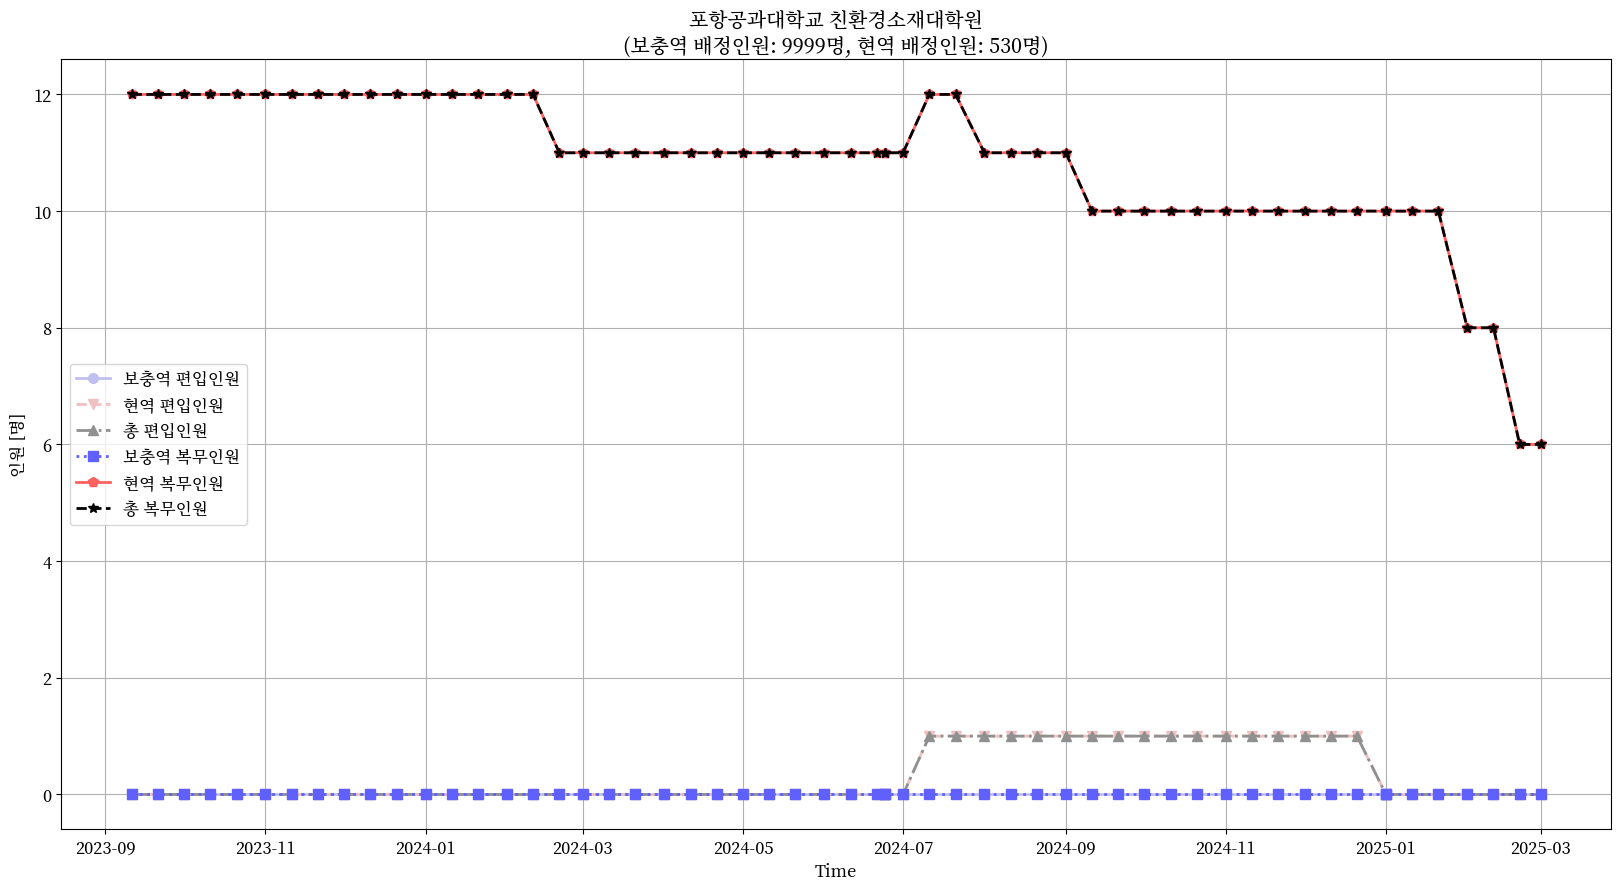 포항공과대학교 친환경소재대학원
(보충역 배정인원: 9999명, 현역 배정인원: 530명)
인원 [명]
12
10
8
6
4
2
0
보충역 편입인원
현역 편입인원
총 편입인원
보충역 복무인원
현역 복무인원
총 복무인원
2023-09
2023-11
2024-01
2024-03
2024-05
2024-07
2024-09
2024-11
2025-01
2025-03
Time